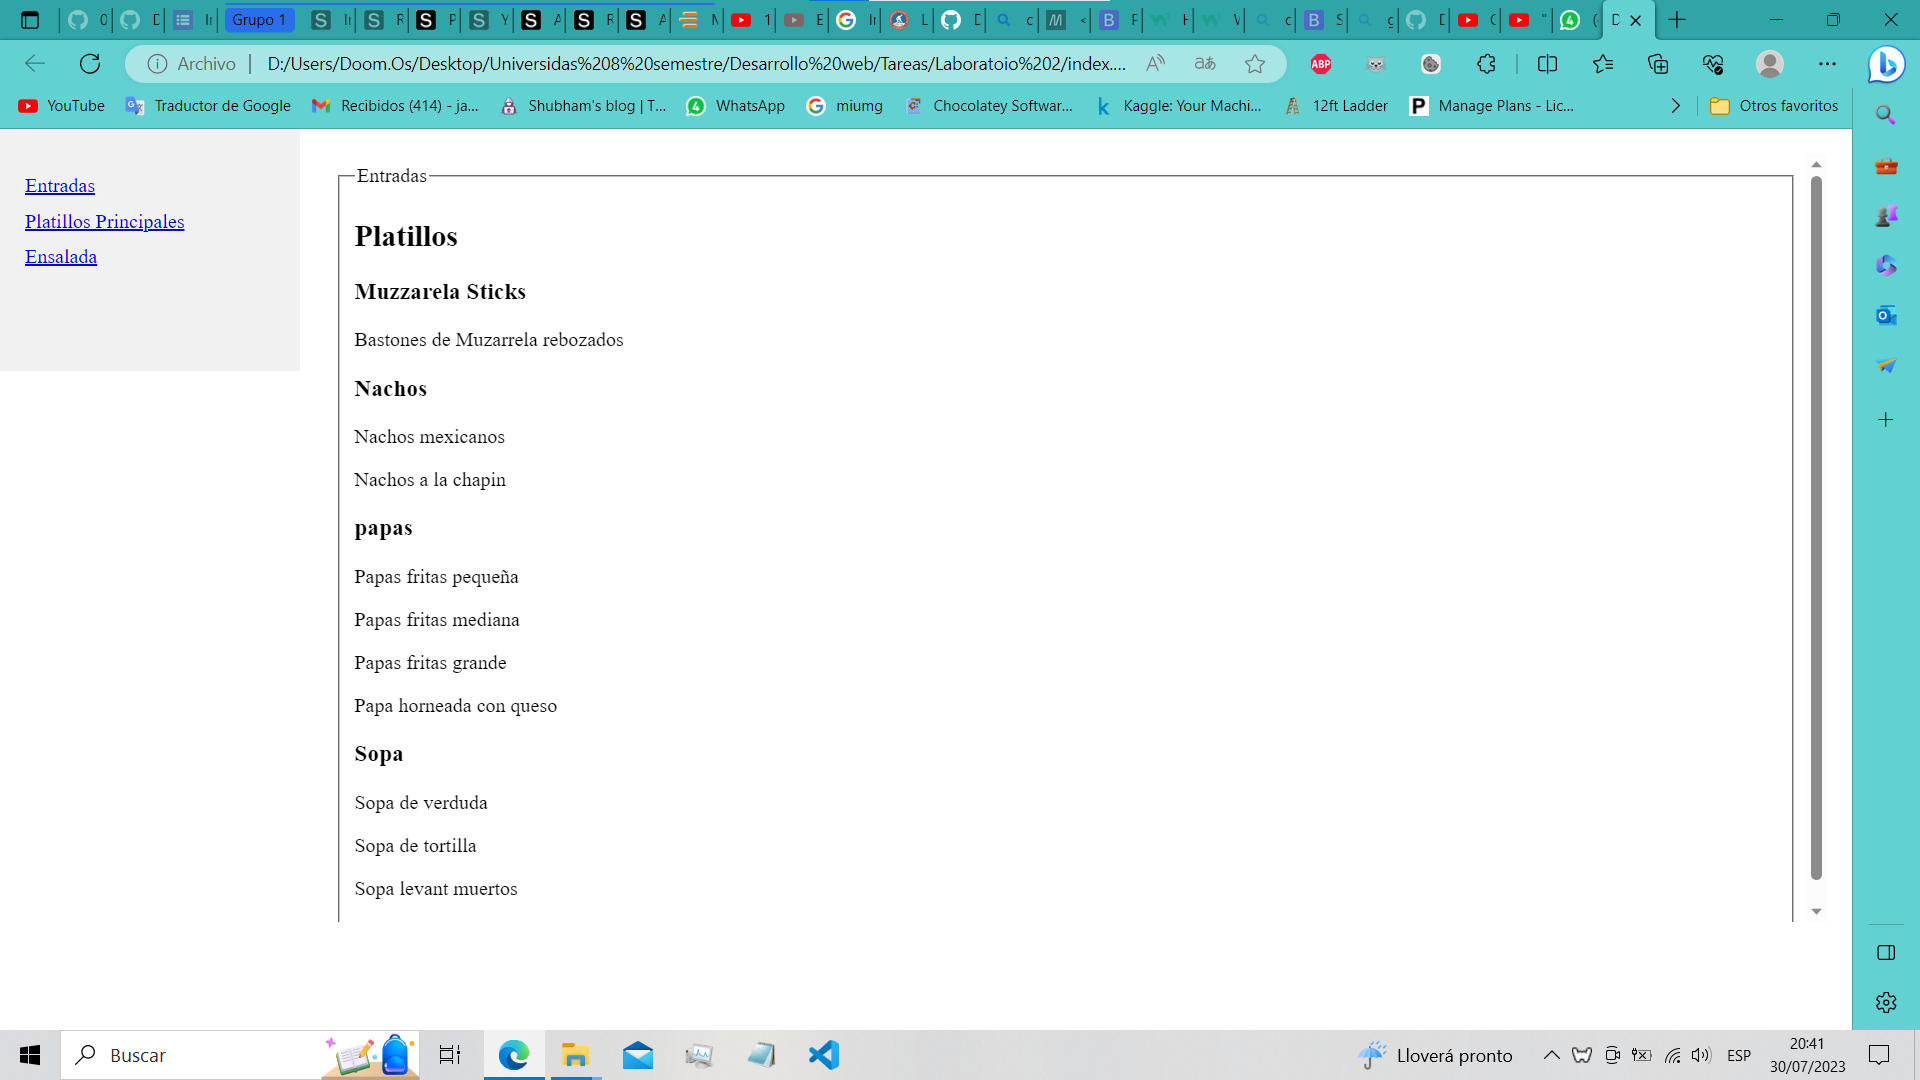 Grupo 1
Archivo
D:/Users/Doom.Os/Desktop/Universidas%208%20semestre/Desarrollo%20web/Tareas/Laboratoio%202/index....
YouTube
Traductor de Google
Recibidos (414) - ja...
Shubham's blog | T...
WhatsApp
miumg
Chocolatey Softwar...
Kaggle: Your Machi...
12ft Ladder
Manage Plans - Lic...
Otros favoritos
Entradas
Platillos Principales
Ensalada
Entradas
Platillos
Muzzarela Sticks
Bastones de Muzarrela rebozados
Nachos
Nachos mexicanos
Nachos a la chapin
papas
Papas fritas pequeña
Papas fritas mediana
Papas fritas grande
Papa horneada con queso
Sopa
Sopa de verduda
Sopa de tortilla
Sopa levant muertos
Buscar
Lloverá pronto
ESP
20:41
30/07/2023